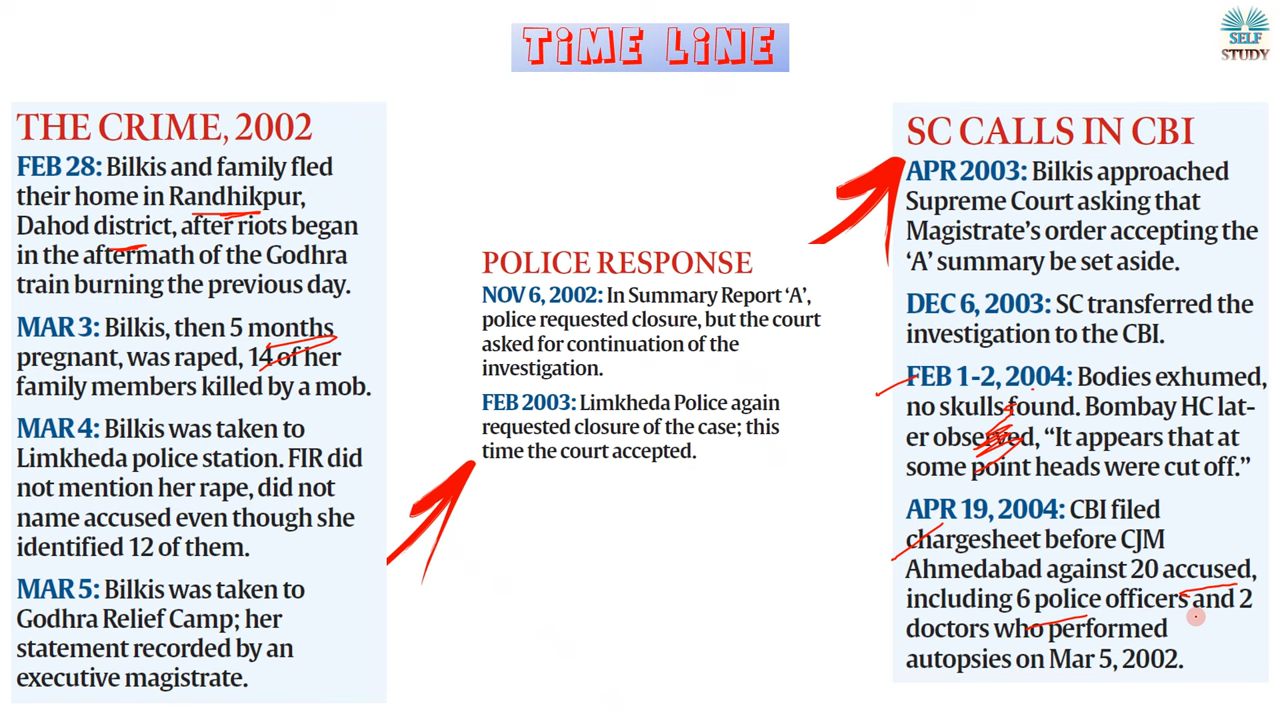 TIME LINE
SELF
STUDY
THE CRIME, 2002
FEB 28: Bilkis and family fled
their home in Randhikpur,
Dahod district, after riots began
in the aftermath of the Godhra
train burning the previous day.
MAR 3: Bilkis, then 5 months
pregnant, was raped, 14 of her
family members killed by a mob.
MAR 4: Bilkis was taken to
Limkheda police station. FIR did
not mention her rape, did not
name accused even though she
identified 12 of them.
MAR 5: Bilkis was taken to
Godhra Relief Camp; her
statement recorded by an
executive magistrate.
POLICE RESPONSE
NOV 6, 2002: In Summary Report ‘A’,
police requested closure, but the court
asked for continuation of the
investigation.
FEB 2003: Limkheda Police again
requested closure of the case; this
time the court accepted.
SC CALLS IN CBI
APR 2003: Bilkis approached
Supreme Court asking that
Magistrate’s order accepting the
‘A’ summary be set aside.
DEC 6, 2003: SC transferred the
investigation to the CBI.
FEB 1-2, 2004: Bodies exhumed,
no skulls found. Bombay HC lat-
er observed, “It appears that at
some point heads were cut off.”
APR 19, 2004: CBI filed
chargesheet before CJM
Ahmedabad against 20 accused,
including 6 police officers and 2
doctors who performed
autopsies on Mar 5, 2002.